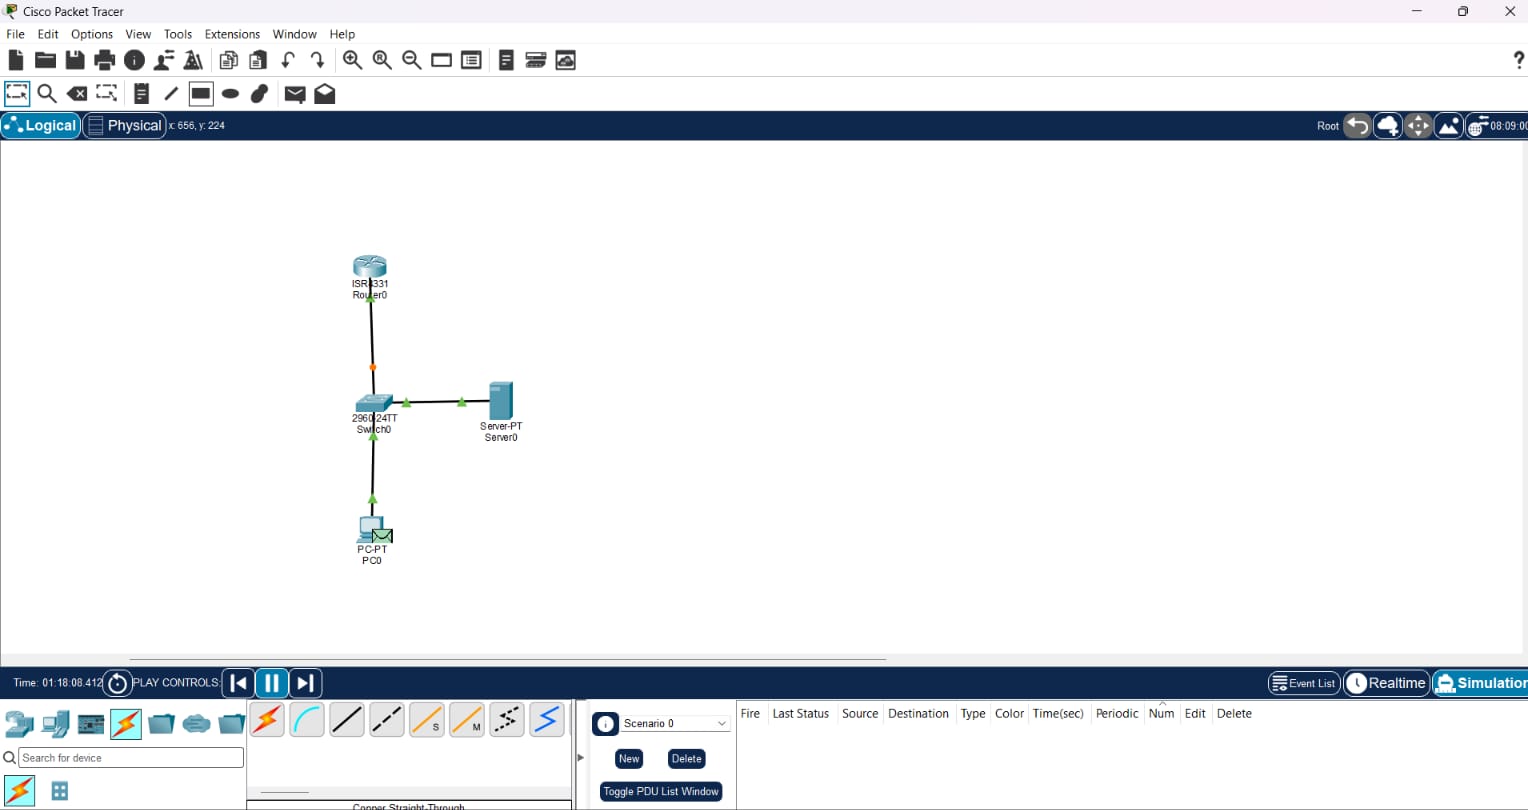 Cisco Packet Tracer
File Edit Options View Tools Extensions Window Help
?
Logical Physical x: 656, y: 224 Root 08:09:00
ISR4331
Router0
2960-24TT
Switch0
Server-PT
Server0
PC-PT
PC0
Time: 01:18:08.412 PLAY CONTROLS: Event List Realtime Simulation
Fire Last Status Source Destination Type Color Time(sec) Periodic Num Edit Delete
S M
Scenario 0
Search for device
New Delete
Toggle PDU List Window
Copper Straight-Through